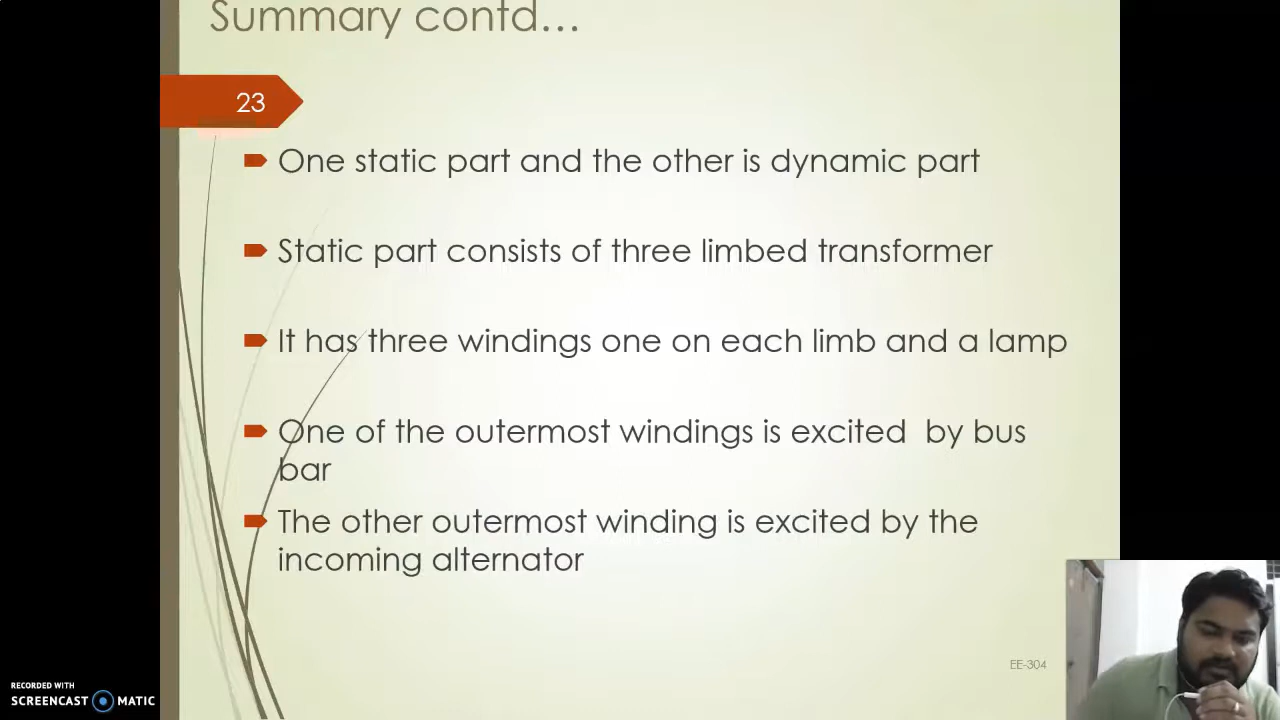 Summary contd...
23
One static part and the other is dynamic part
Static part consists of three limbed transformer
It has three windings one on each limb and a lamp
One of the outermost windings is excited  by bus
bar
The other outermost winding is excited by the
incoming alternator
EE-304
RECORDED WITH
SCREENCAST MATIC